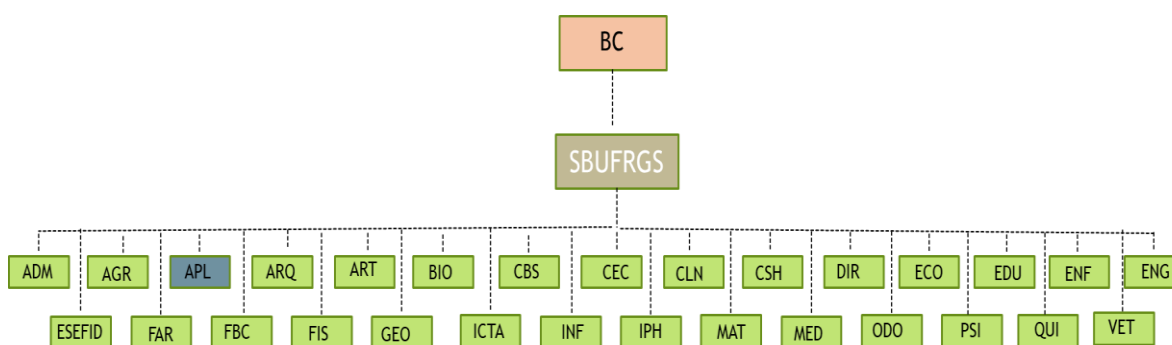 BC
SBUFRGS
ADM AGR APL ARQ ART BIO CBS CEC CLN CSH DIR ECO EDU ENF ENG
ESEFID FAR FBC FIS GEO ICTA INF IPH MAT MED ODO PSI QUI VET